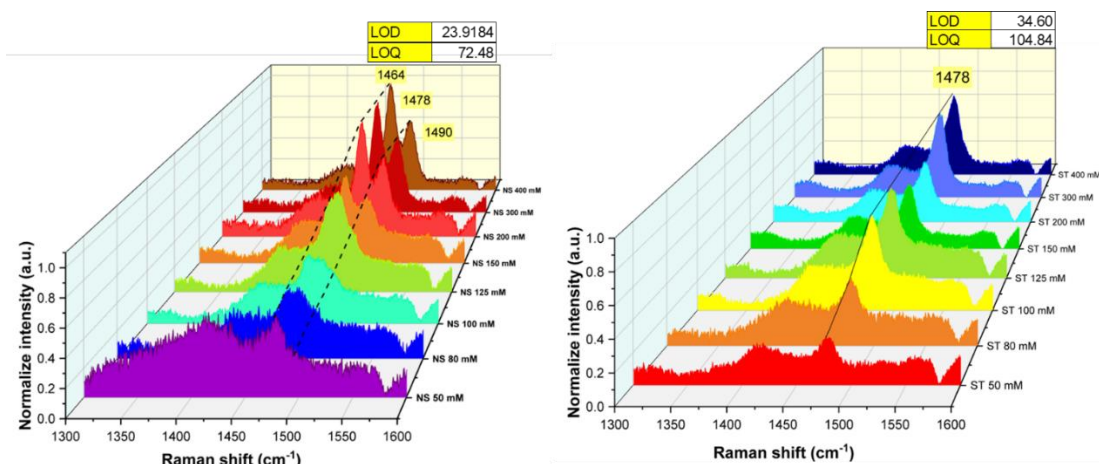 LOD 23.9184
LOQ 72.48
1464
1478
1490
NS 400 mM
NS 300 mM
NS 200 mM
NS 150 mM
NS 125 mM
NS 100 mM
NS 80 mM
NS 50 mM
1.0
0.8
0.6
0.4
0.2
0.0
Normalize intensity (a.u.)
1300 1350 1400 1450 1500 1550 1600
Raman shift (cm⁻¹)
LOD 34.60
LOQ 104.84
1478
ST 400 mM
ST 300 mM
ST 200 mM
ST 150 mM
ST 125 mM
ST 100 mM
ST 80 mM
ST 50 mM
1.0
0.8
0.6
0.4
0.2
0.0
Normalize intensity (a.u.)
1300 1350 1400 1450 1500 1550 1600
Raman shift (cm⁻¹)